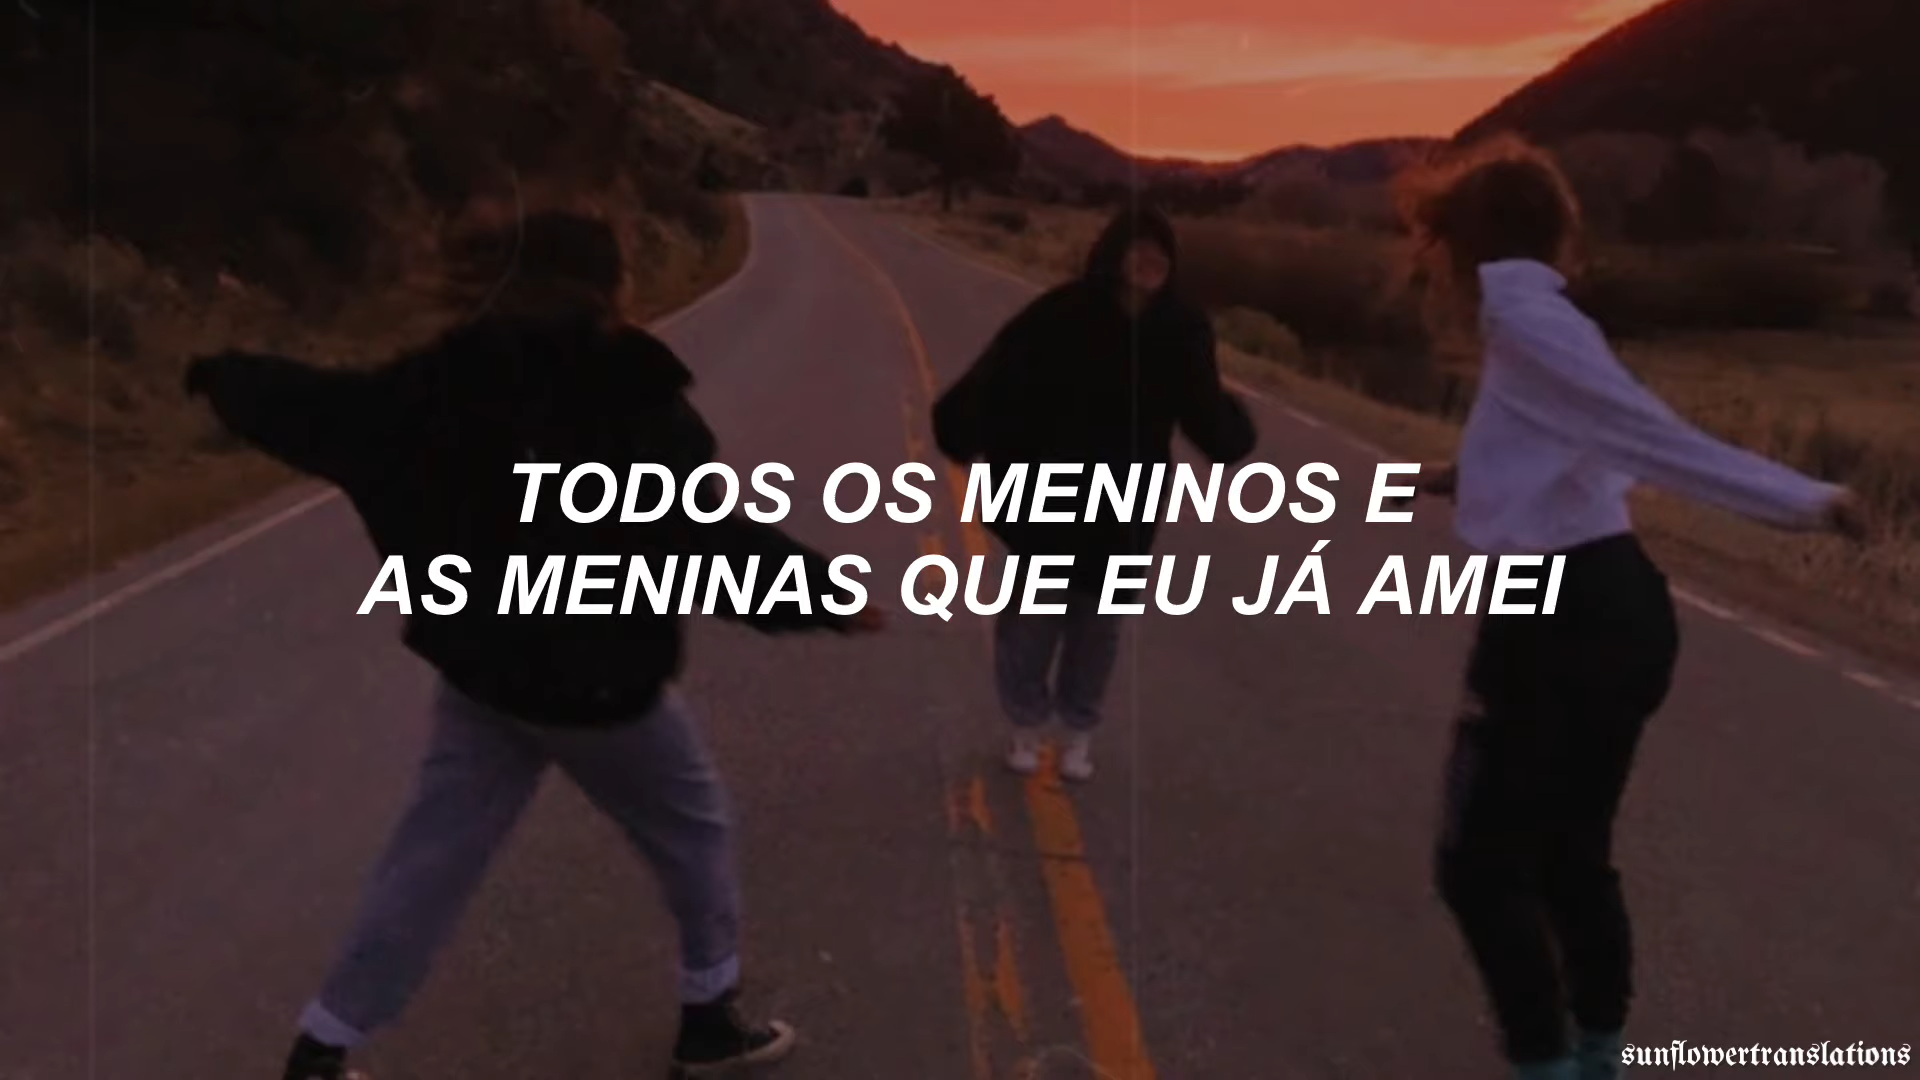 TODOS OS MENINOS E
AS MENINAS QUE EU JÁ AMEI
sunflowertranslations